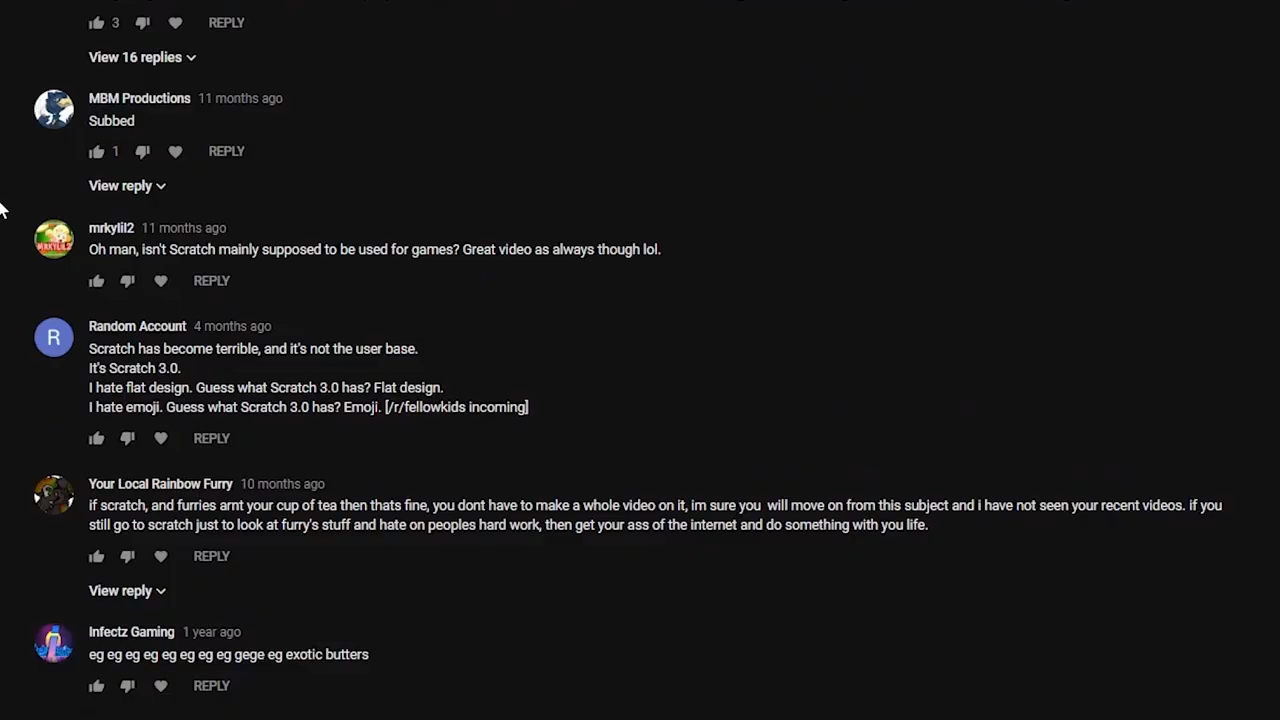 3 REPLY
View 16 replies
MBM Productions 11 months ago
Subbed
1 REPLY
View reply
mrkylil2 11 months ago
Oh man, isn't Scratch mainly supposed to be used for games? Great video as always though lol.
REPLY
R
Random Account 4 months ago
Scratch has become terrible, and it's not the user base.
It's Scratch 3.0.
I hate flat design. Guess what Scratch 3.0 has? Flat design.
I hate emoji. Guess what Scratch 3.0 has? Emoji. [/r/fellowkids incoming]
REPLY
Your Local Rainbow Furry 10 months ago
if scratch, and furries arnt your cup of tea then thats fine, you dont have to make a whole video on it, im sure you will move on from this subject and i have not seen your recent videos. if you
still go to scratch just to look at furry's stuff and hate on peoples hard work, then get your ass of the internet and do something with you life.
REPLY
View reply
Infectz Gaming 1 year ago
eg eg eg eg eg eg eg eg gege eg exotic butters
REPLY